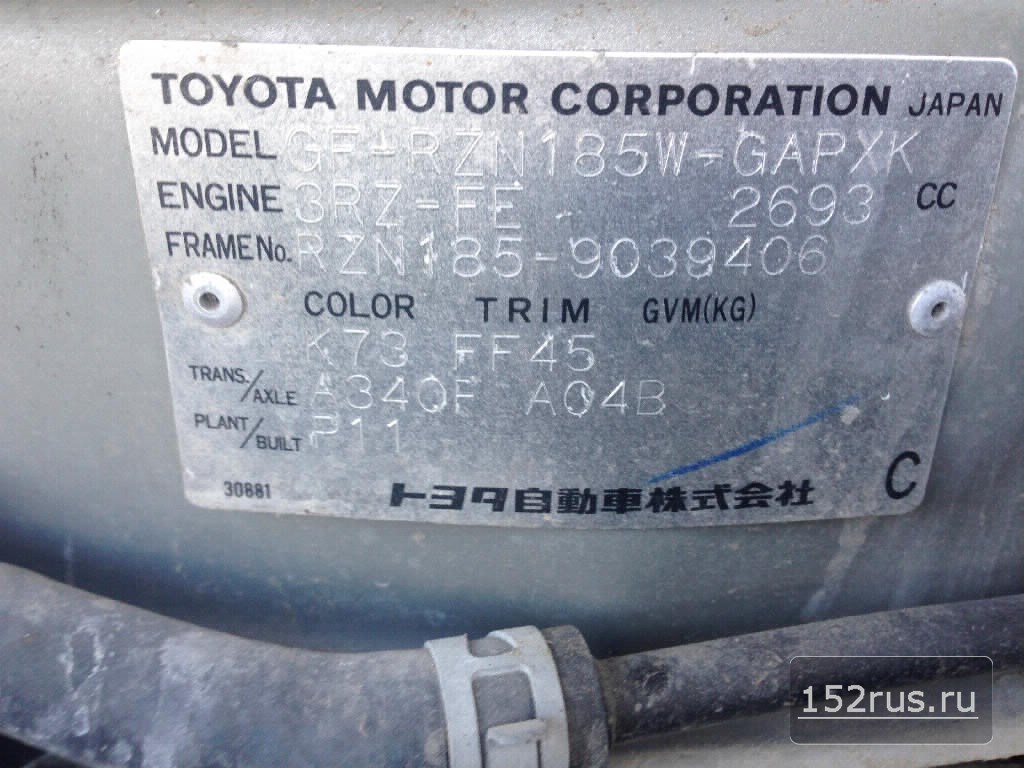 TOYOTA MOTOR CORPORATION JAPAN
MODEL GF-RZN185W-GAPXK
ENGINE 3RZ-FE 2693 CC
FRAME No. RZN185-9039406
COLOR TRIM GVM(KG)
K73 FF45
TRANS./AXLE A340F A04B
PLANT/BUILT P11
30881 トヨタ自動車株式会社 C
152rus.ru